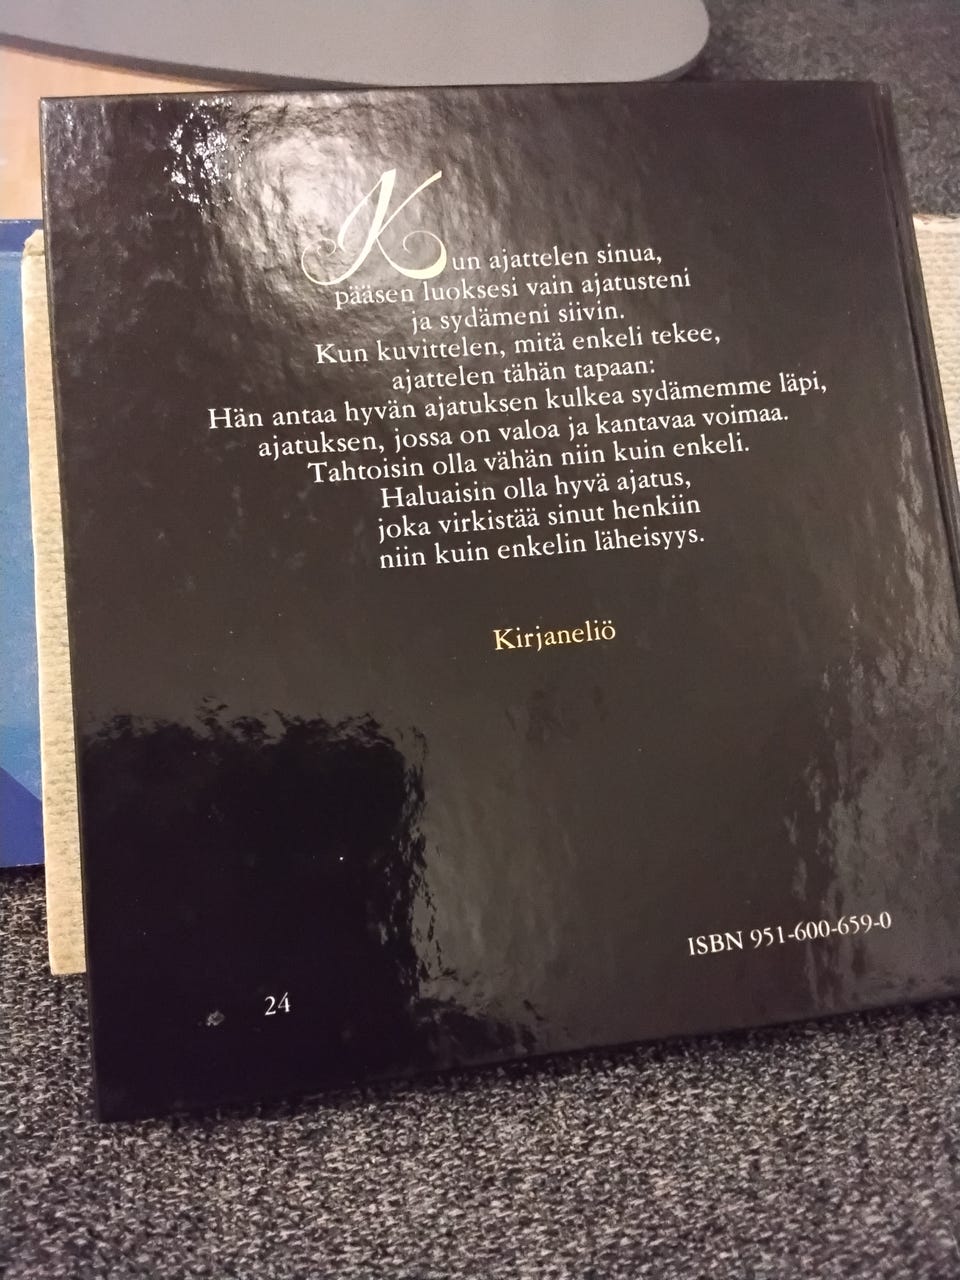 Kun ajattelen sinua,
pääsen luoksesi vain ajatusteni
ja sydämeni siivin.
Kun kuvittelen, mitä enkeli tekee,
ajattelen tähän tapaan:
Hän antaa hyvän ajatuksen kulkea sydämemme läpi,
ajatuksen, jossa on valoa ja kantavaa voimaa.
Tahtoisin olla vähän niin kuin enkeli.
Haluaisin olla hyvä ajatus,
joka virkistää sinut henkiin
niin kuin enkelin läheisyys.
Kirjaneliö
ISBN 951-600-659-0
24